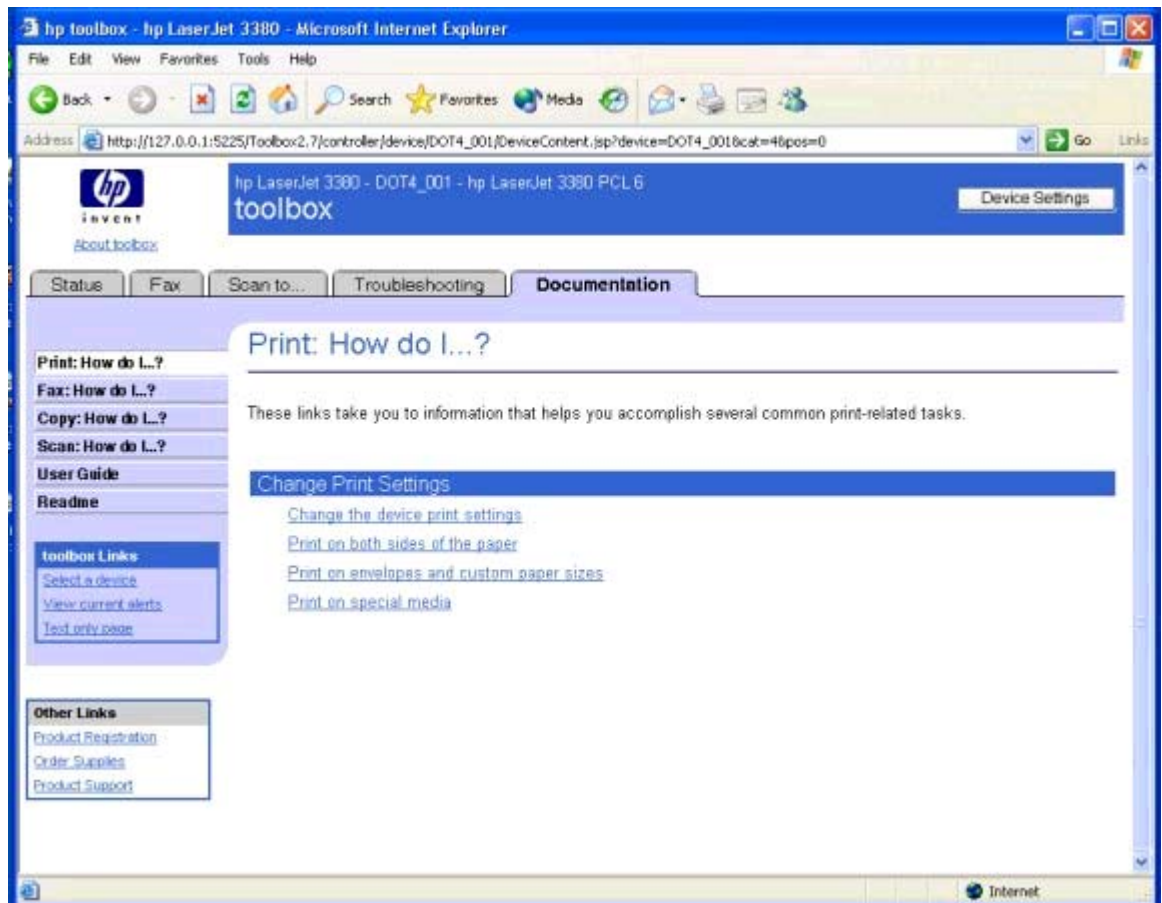 hp toolbox - hp LaserJet 3380 - Microsoft Internet Explorer
File Edit View Favorites Tools Help
Back Search Favorites Media
Address http://127.0.0.1:5225/Toolbox2.7/controller/device/DOT4_001/DeviceContent.jsp?device=DOT4_001&cat=4&pos=0 Go Links
hp
invent
About toolbox
hp LaserJet 3380 - DOT4_001 - hp LaserJet 3380 PCL 6
toolbox
Device Settings
Status Fax Scan to... Troubleshooting Documentation
Print: How do I...?
Fax: How do I...?
Copy: How do I...?
Scan: How do I...?
User Guide
Readme
toolbox Links
Select a device
View current alerts
Text only page
Other Links
Product Registration
Order Supplies
Product Support
Print: How do I...?
These links take you to information that helps you accomplish several common print-related tasks.
Change Print Settings
Change the device print settings
Print on both sides of the paper
Print on envelopes and custom paper sizes
Print on special media
Internet